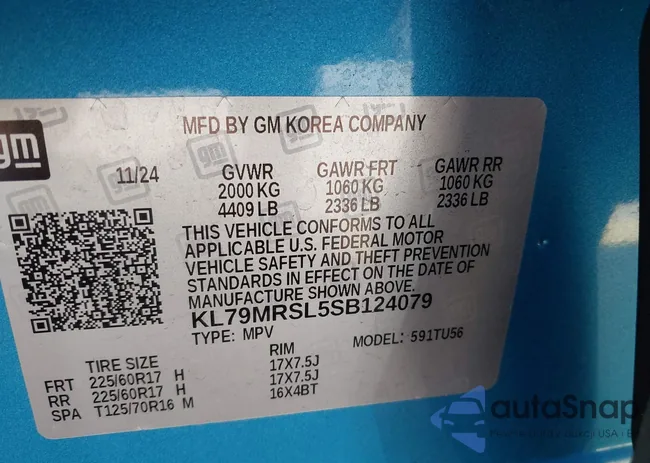 gm
MFD BY GM KOREA COMPANY
11/24 GVWR GAWR FRT GAWR RR
2000 KG 1060 KG 1060 KG
4409 LB 2336 LB 2336 LB
THIS VEHICLE CONFORMS TO ALL
APPLICABLE U.S. FEDERAL MOTOR
VEHICLE SAFETY AND THEFT PREVENTION
STANDARDS IN EFFECT ON THE DATE OF
MANUFACTURE SHOWN ABOVE.
KL79MRSL5SB124079
TYPE: MPV MODEL: 591TU56
TIRE SIZE RIM
FRT 225/60R17 H 17X7.5J
RR 225/60R17 H 17X7.5J
SPA T125/70R16 M 16X4BT
autoSnap